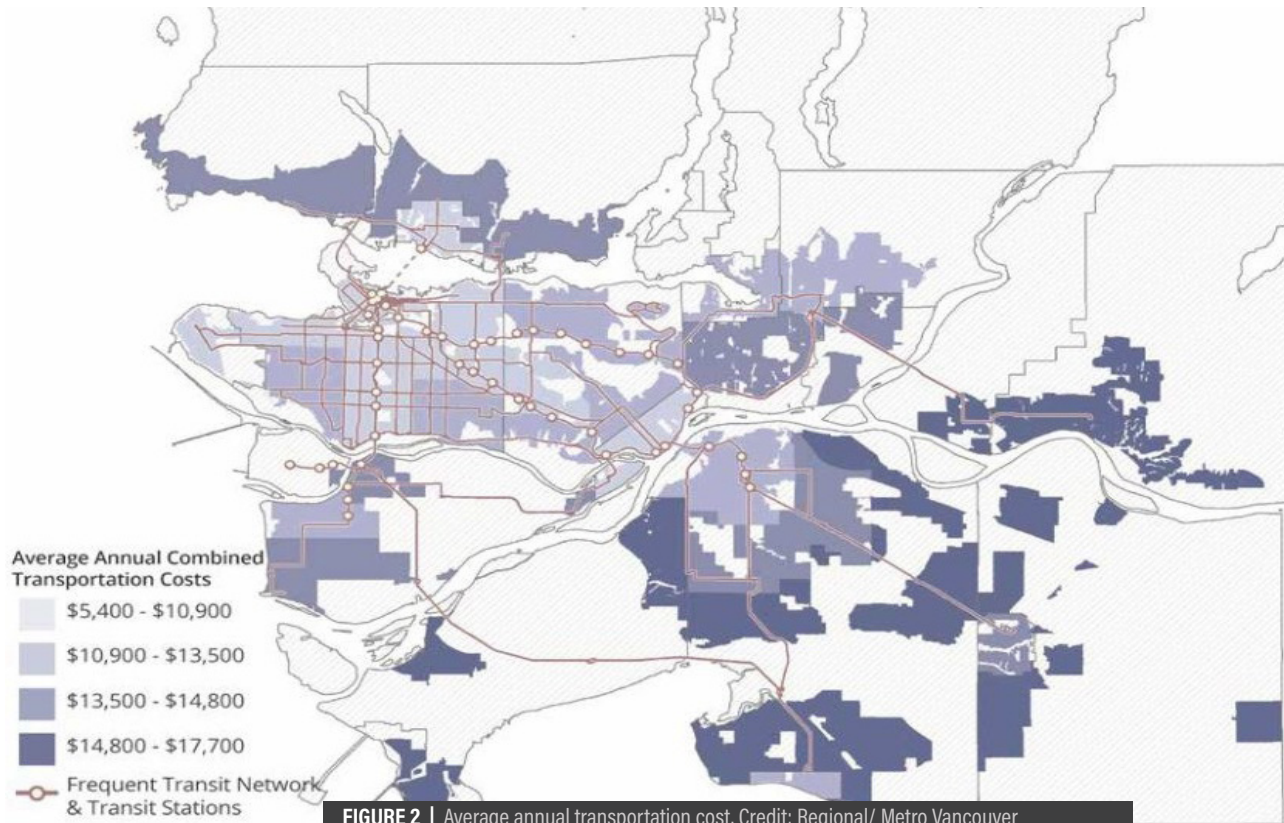 Average Annual Combined
Transportation Costs
$5,400 - $10,900
$10,900 - $13,500
$13,500 - $14,800
$14,800 - $17,700
Frequent Transit Network
& Transit Stations
FIGURE 2 | Average annual transportation cost. Credit: Regional/ Metro Vancouver